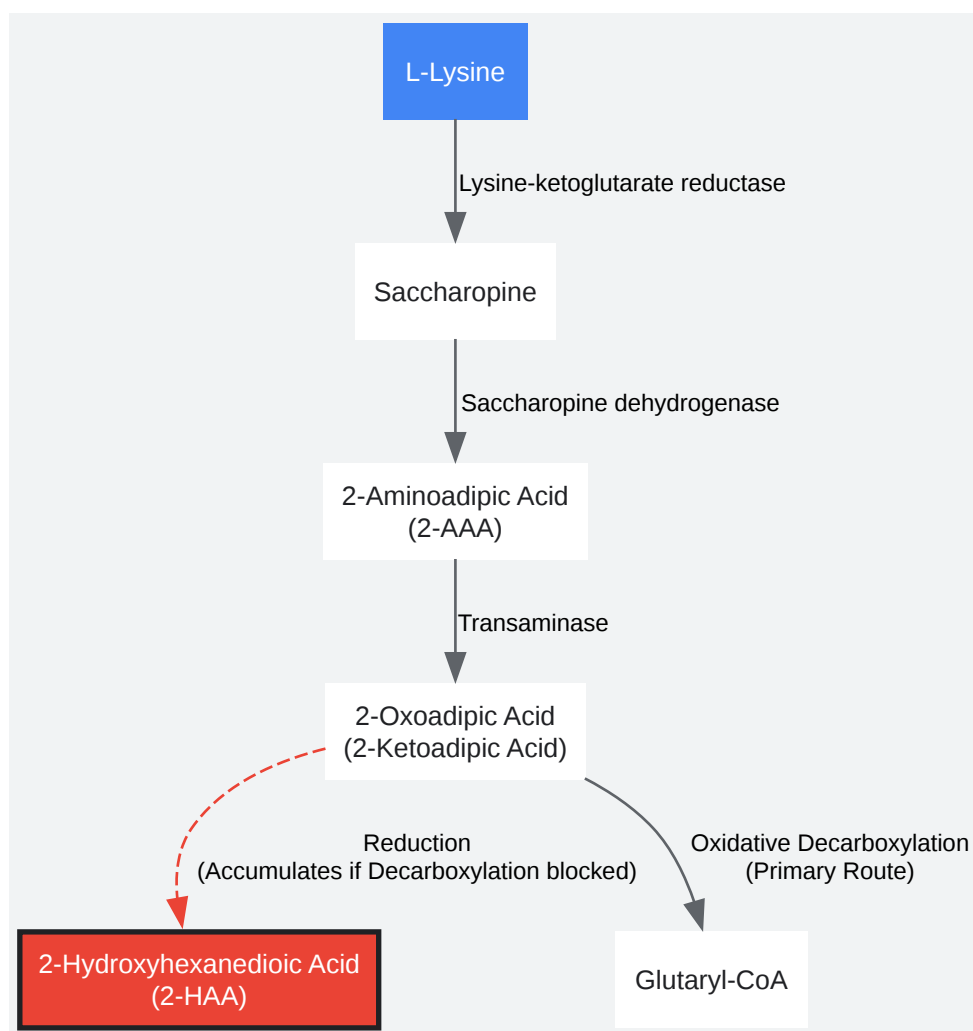 L-Lysine
Lysine-ketoglutarate reductase
Saccharopine
Saccharopine dehydrogenase
2-Aminoadipic Acid
(2-AAA)
Transaminase
2-Oxoadipic Acid
(2-Ketoadipic Acid)
Reduction
(Accumulates if Decarboxylation blocked)
Oxidative Decarboxylation
(Primary Route)
2-Hydroxyhexanedioic Acid
(2-HAA)
Glutaryl-CoA